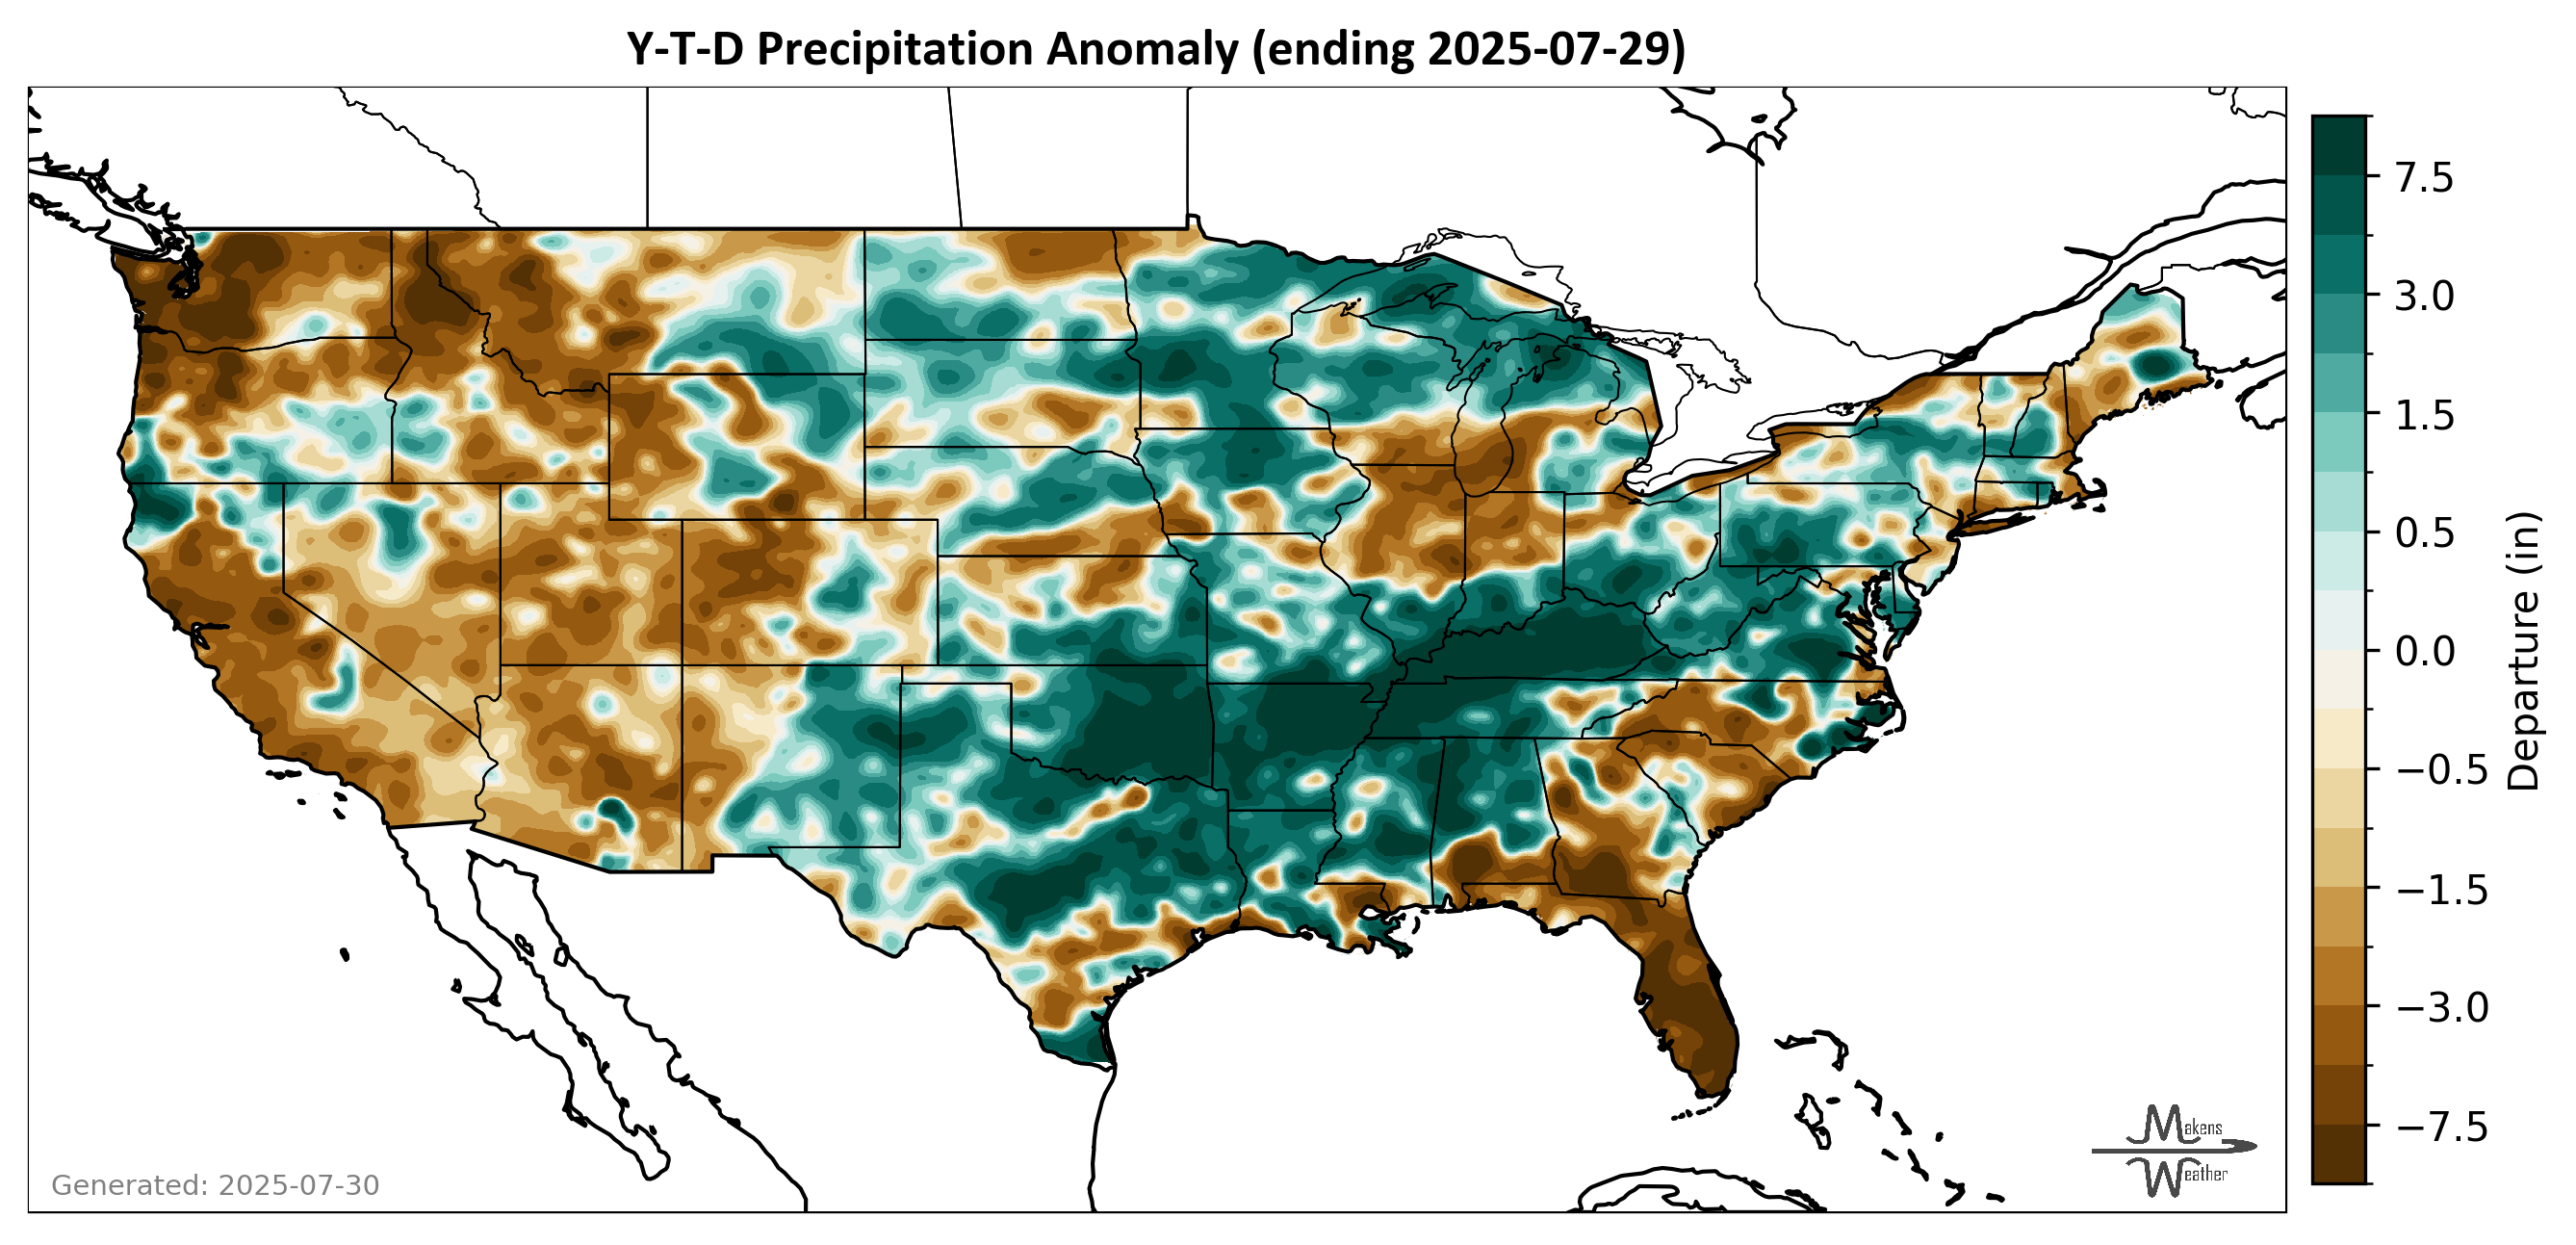 Y-T-D Precipitation Anomaly (ending 2025-07-29)
7.5
3.0
1.5
0.5
0.0
−0.5
−1.5
−3.0
−7.5
Departure (in)
Makens
Weather
Generated: 2025-07-30